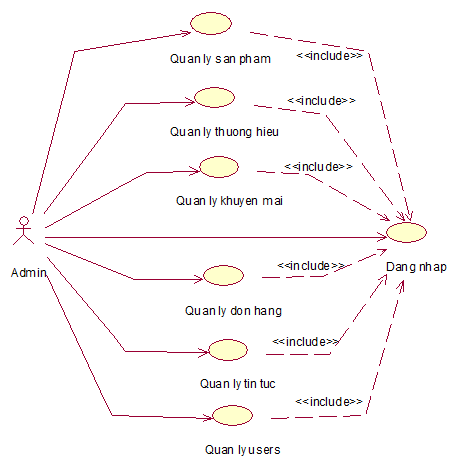 Quan ly san pham
<<include>>
<<include>>
Quan ly thuong hieu
<<include>>
Quan ly khuyen mai
Admin
Dang nhap
<<include>>
Quan ly don hang
<<include>>
Quan ly tin tuc
<<include>>
Quan ly users